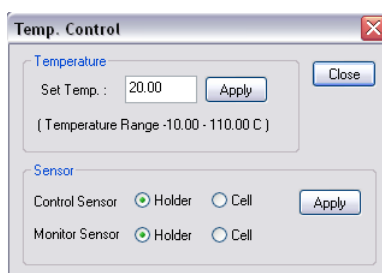 Temp. Control
Temperature
Close
Set Temp. : 20.00 Apply
( Temperature Range -10.00 - 110.00 C )
Sensor
Control Sensor Holder Cell Apply
Monitor Sensor Holder Cell